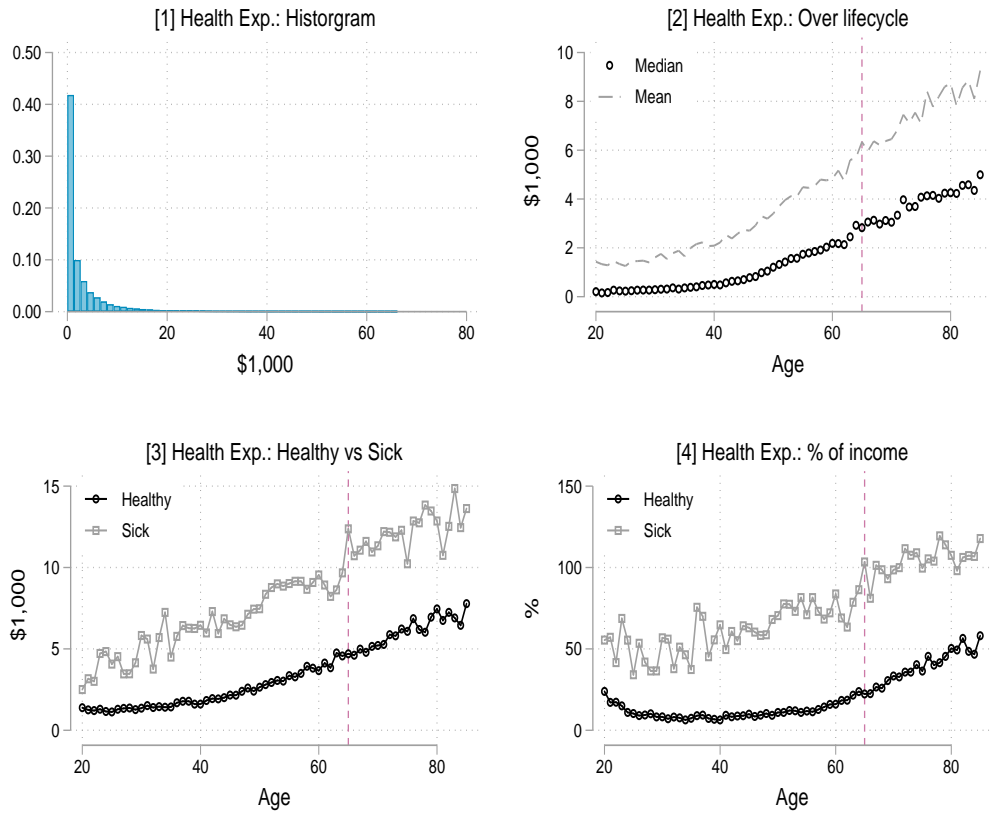 [1] Health Exp.: Historgram
0.50
0.40
0.30
0.20
0.10
0.00
0 20 40 60 80
$1,000
[2] Health Exp.: Over lifecycle
10
8
6
4
2
0
$1,000
Median
Mean
20 40 60 80
Age
[3] Health Exp.: Healthy vs Sick
15
10
5
0
$1,000
Healthy
Sick
20 40 60 80
Age
[4] Health Exp.: % of income
150
100
50
0
%
Healthy
Sick
20 40 60 80
Age